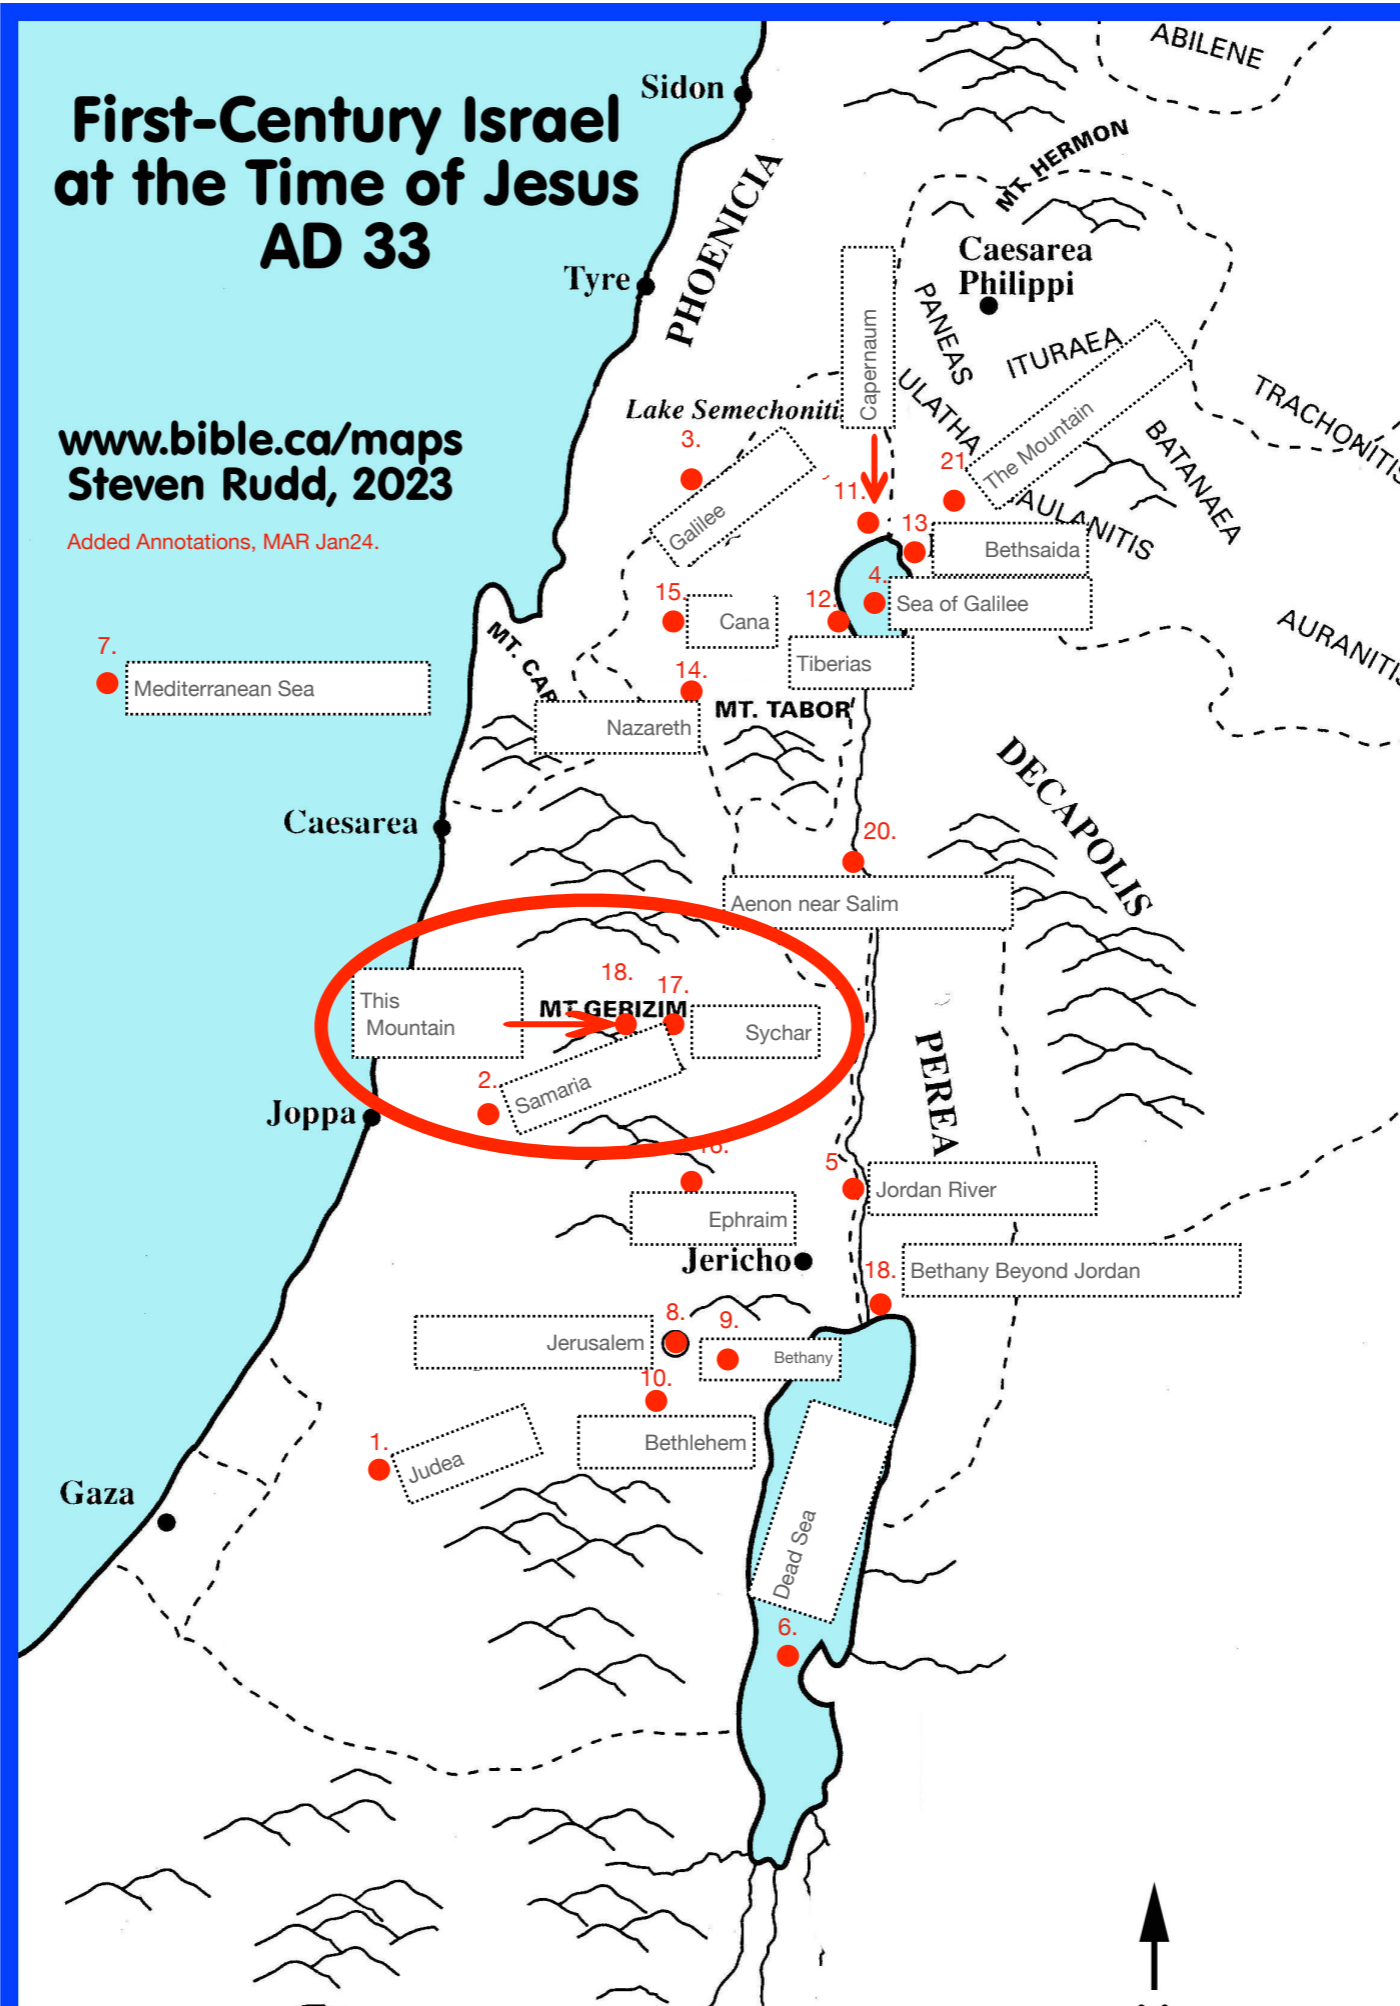 ABILENE
Sidon
First-Century Israel
at the Time of Jesus
AD 33
MT. HERMON
PHOENICIA
Caesarea
Philippi
Tyre
PANEAS
Capernaum
ITURAEA
ULATHA
TRACHONITIS
Lake Semechoniti
The Mountain
BATANAEA
www.bible.ca/maps
Steven Rudd, 2023
3.
21
11.
Galilee
AULANITIS
13
Added Annotations, MAR Jan24.
Bethsaida
4.
15.
12.
Sea of Galilee
Cana
AURANITIS
7.
MT. CAR
Tiberias
14.
Mediterranean Sea
MT. TABOR
Nazareth
DECAPOLIS
Caesarea
20.
Aenon near Salim
18.
17.
This
Mountain
MT GERIZIM
Sychar
PEREA
2.
Samaria
Joppa
5
Jordan River
Ephraim
Jericho
18.
Bethany Beyond Jordan
8.
9.
Jerusalem
Bethany
10.
1.
Judea
Bethlehem
Gaza
Dead Sea
6.